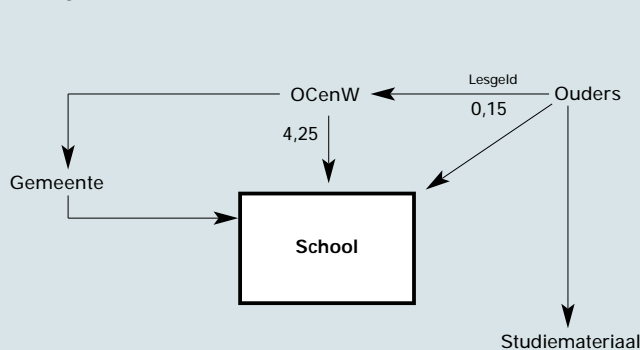 Lesgeld
OCenW
Ouders
0,15
4,25
Gemeente
School
Studiemateriaal